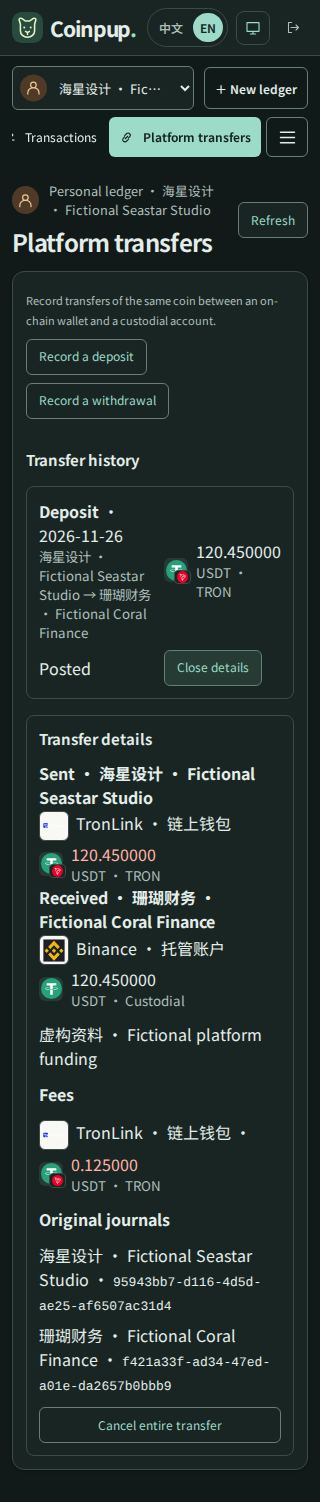 Coinpup.
中文
EN
海星设计 · Fic…
+ New ledger
Transactions
Platform transfers
Personal ledger · 海星设计
· Fictional Seastar Studio
Platform transfers
Refresh
Record transfers of the same coin between an on-
chain wallet and a custodial account.
Record a deposit
Record a withdrawal
Transfer history
Deposit ·
2026-11-26
海星设计 ·
Fictional Seastar
Studio → 珊瑚财务
· Fictional Coral
Finance
120.450000
USDT ·
TRON
Posted
Close details
Transfer details
Sent · 海星设计 · Fictional
Seastar Studio
TronLink · 链上钱包
120.450000
USDT · TRON
Received · 珊瑚财务 ·
Fictional Coral Finance
Binance · 托管账户
120.450000
USDT · Custodial
虚构资料 · Fictional platform
funding
Fees
TronLink · 链上钱包 ·
0.125000
USDT · TRON
Original journals
海星设计 · Fictional Seastar
Studio · 95943bb7-d116-4d5d-
ae25-af6507ac31d4
珊瑚财务 · Fictional Coral
Finance · f421a33f-ad34-47ed-
a01e-da2657b0bbb9
Cancel entire transfer